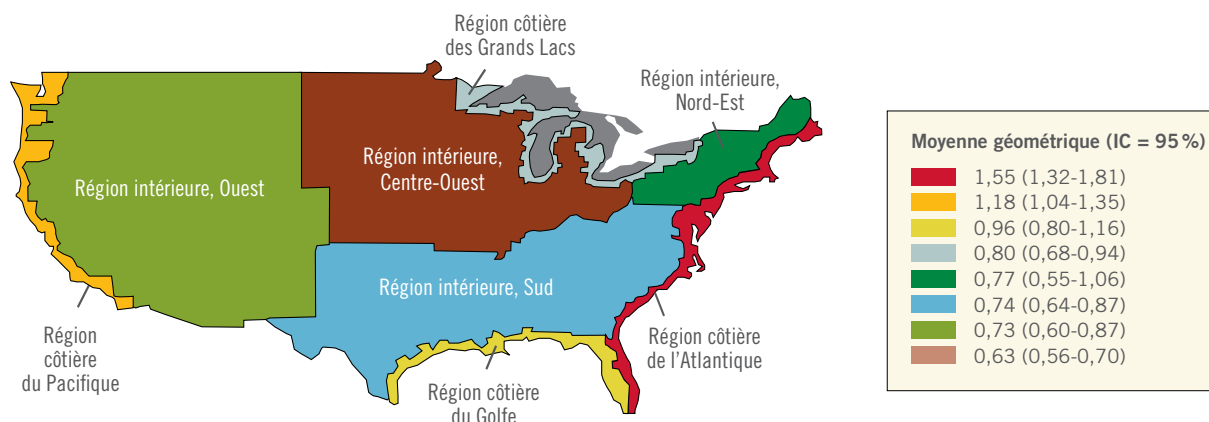 Région côtière
des Grands Lacs
Région intérieure,
Nord-Est
Région intérieure, Ouest
Région intérieure,
Centre-Ouest
Région intérieure, Sud
Région
côtière
du Pacifique
Région côtière
du Golfe
Région côtière
de l'Atlantique
Moyenne géométrique (IC = 95 %)
1,55 (1,32-1,81)
1,18 (1,04-1,35)
0,96 (0,80-1,16)
0,80 (0,68-0,94)
0,77 (0,55-1,06)
0,74 (0,64-0,87)
0,73 (0,60-0,87)
0,63 (0,56-0,70)